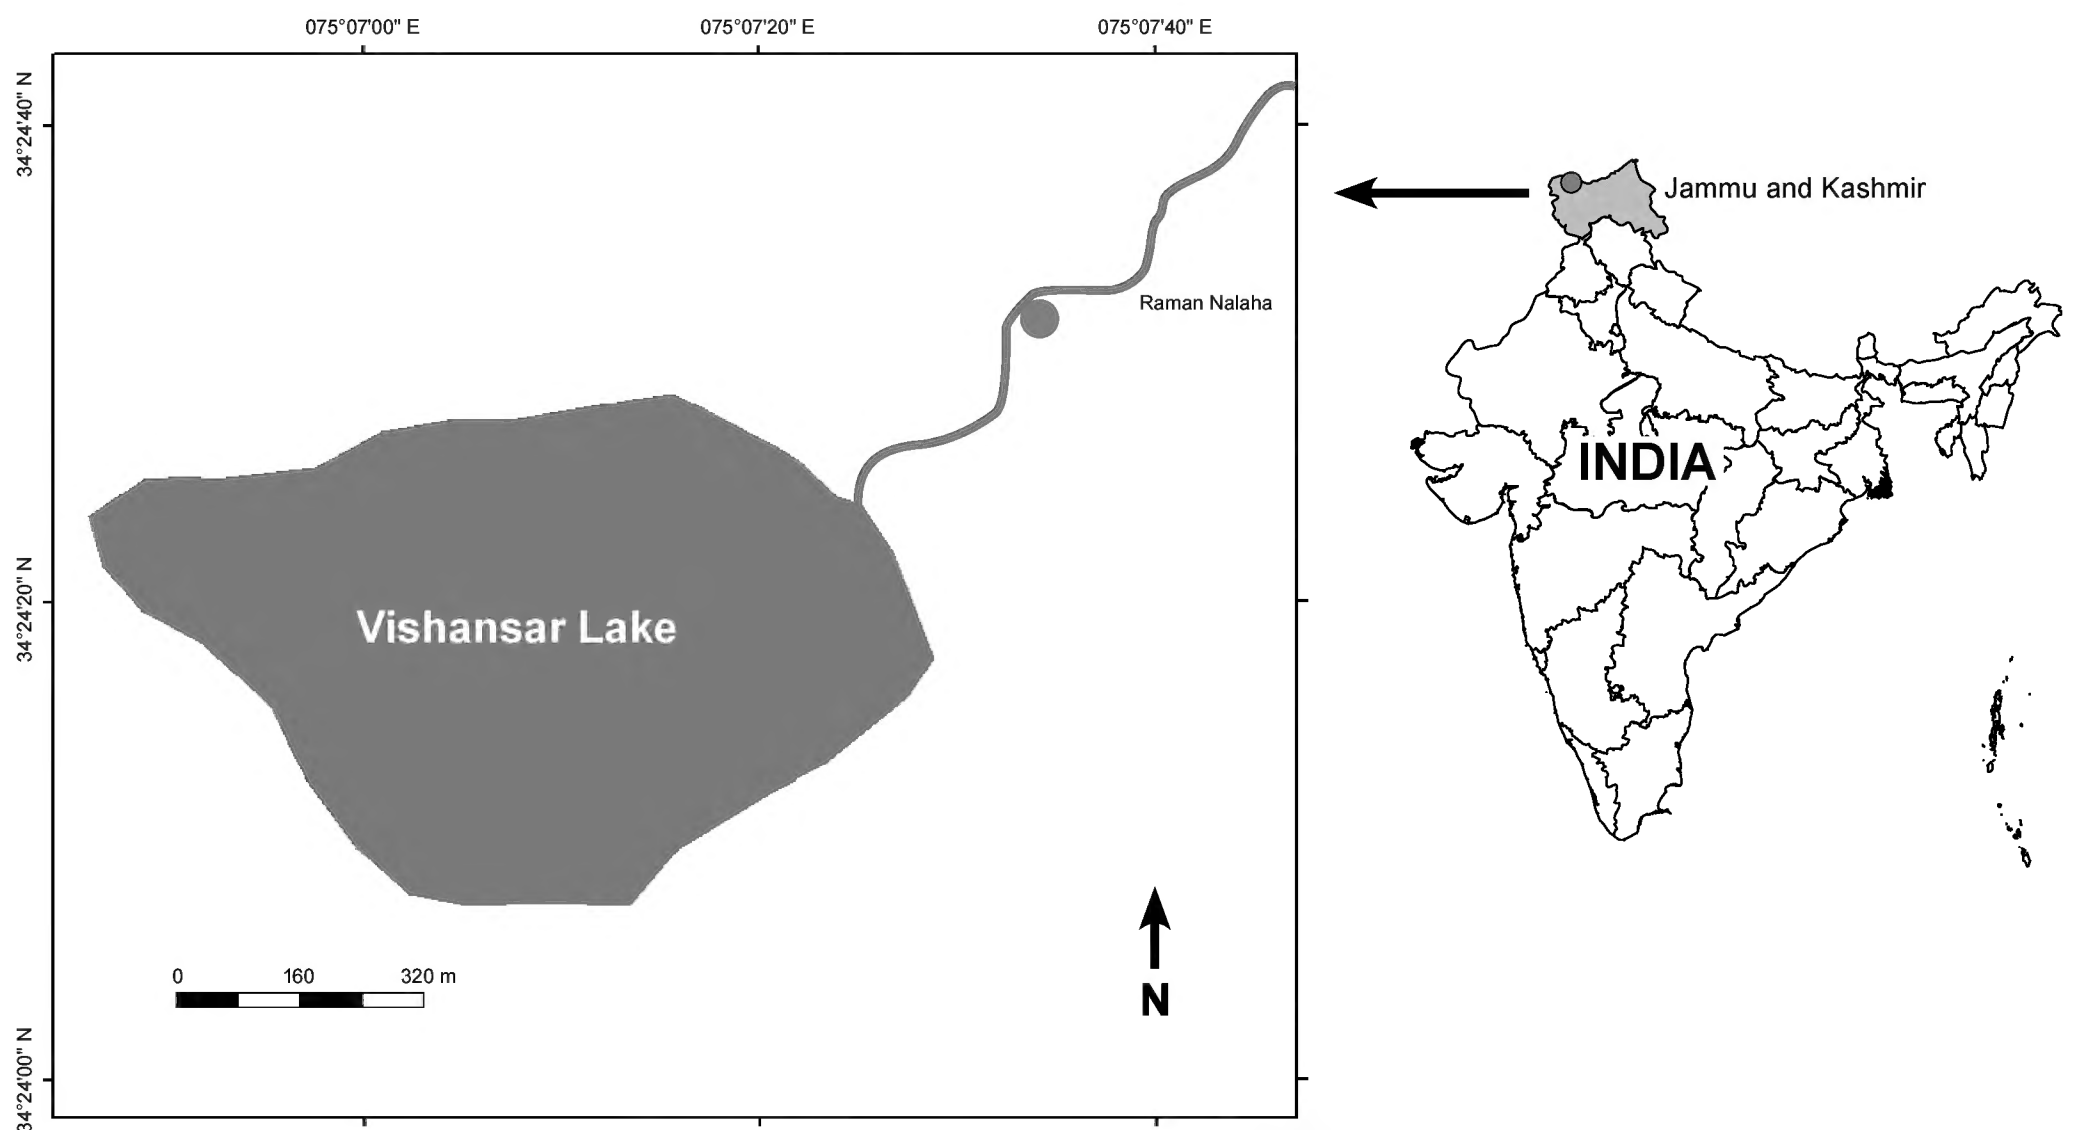 075°07'00" E
075°07'20" E
075°07'40" E
34°24'40" N
Jammu and Kashmir
Raman Nalaha
INDIA
34°24'20" N
Vishansar Lake
0 160 320 m
N
34°24'00" N